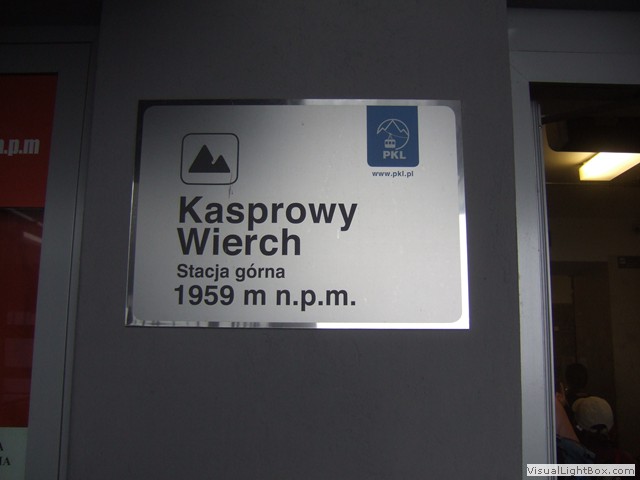 n.p.m
PKL
www.pkl.pl
Kasprowy
Wierch
Stacja górna
1959 m n.p.m.
VisualLightBox.com